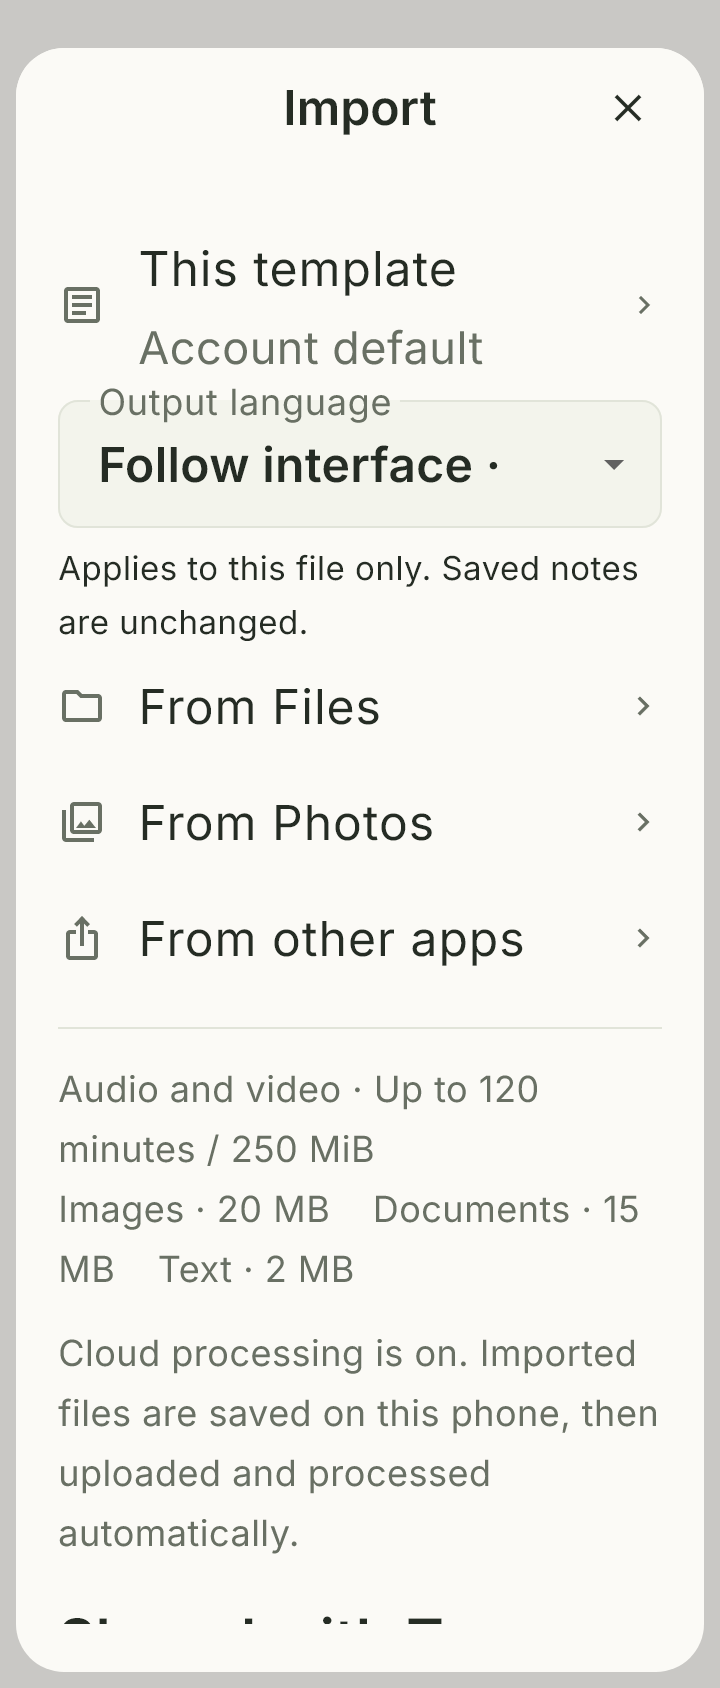 Import
This template
Account default
Output language
Follow interface ·
Applies to this file only. Saved notes
are unchanged.
From Files
From Photos
From other apps
Audio and video · Up to 120
minutes / 250 MiB
Images · 20 MB    Documents · 15
MB    Text · 2 MB
Cloud processing is on. Imported
files are saved on this phone, then
uploaded and processed
automatically.